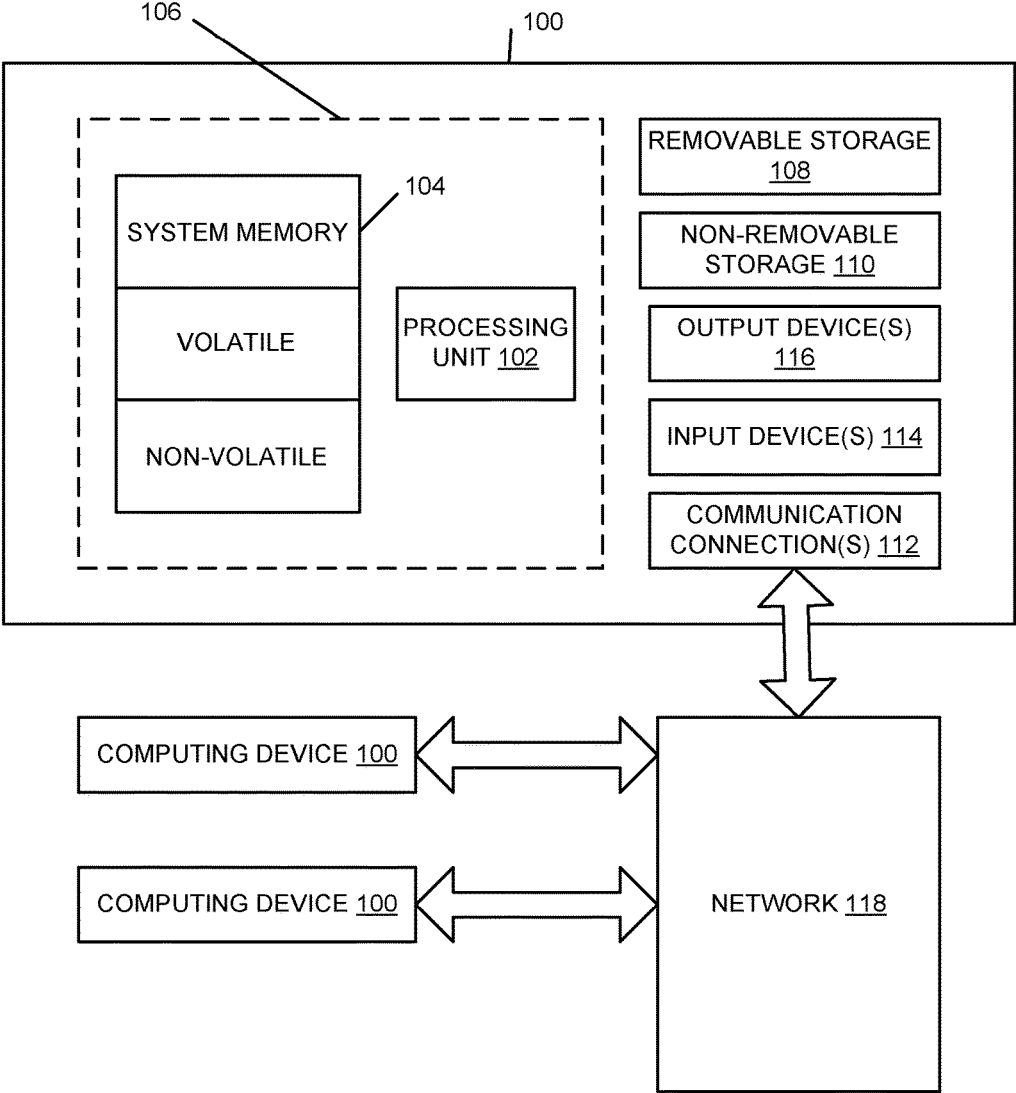 106
100
SYSTEM MEMORY
104
VOLATILE
NON-VOLATILE
PROCESSING
UNIT 102
REMOVABLE STORAGE
108
NON-REMOVABLE
STORAGE 110
OUTPUT DEVICE(S)
116
INPUT DEVICE(S) 114
COMMUNICATION
CONNECTION(S) 112
COMPUTING DEVICE 100
COMPUTING DEVICE 100
NETWORK 118